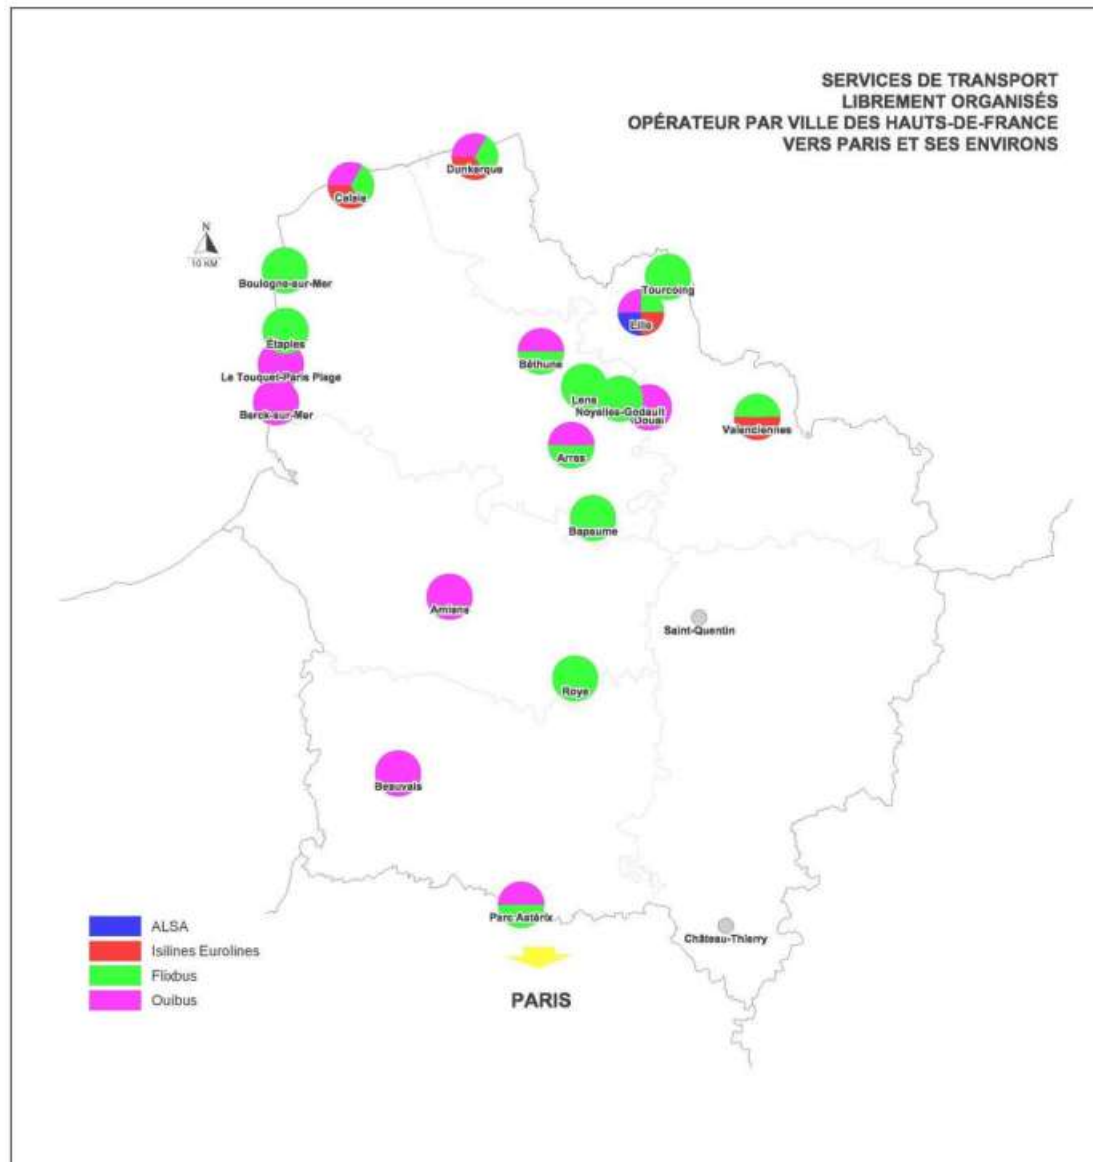 SERVICES DE TRANSPORT
LIBREMENT ORGANISÉS
OPÉRATEUR PAR VILLE DES HAUTS-DE-FRANCE
VERS PARIS ET SES ENVIRONS
Dunkerque
Calais
N
10 KM
Boulogne-sur-Mer
Tourcoing
Lille
Étaples
Béthune
Le Touquet-Paris Plage
Lens
Noyelles-Godault
Berck-sur-Mer
Douai
Valenciennes
Arras
Bapaume
Amiens
Saint-Quentin
Roye
Beauvais
Parc Astérix
ALSA
Château-Thierry
Isilines Eurolines
Flixbus
Ouibus
PARIS